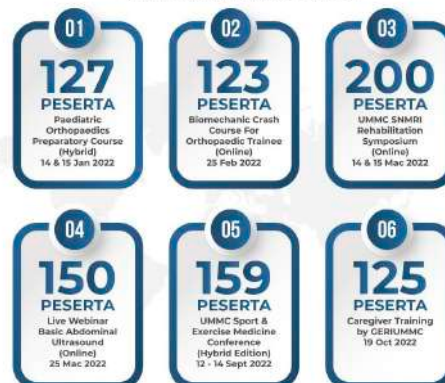 01
127
PESERTA
Paediatric
Orthopaedics
Preparatory Course
(Hybrid)
14 & 15 Jan 2022
02
123
PESERTA
Biomechanic Crash
Course For
Orthopaedic Trainee
(Online)
25 Feb 2022
03
200
PESERTA
UMMC SNMRI
Rehabilitation
Symposium
(Online)
14 & 15 Mac 2022
04
150
PESERTA
Live Webinar
Basic Abdominal
Ultrasound
(Online)
25 Mac 2022
05
159
PESERTA
UMMC Sport &
Exercise Medicine
Conference
(Hybrid Edition)
12 - 14 Sept 2022
06
125
PESERTA
Caregiver Training
by GERIUMMC
19 Oct 2022